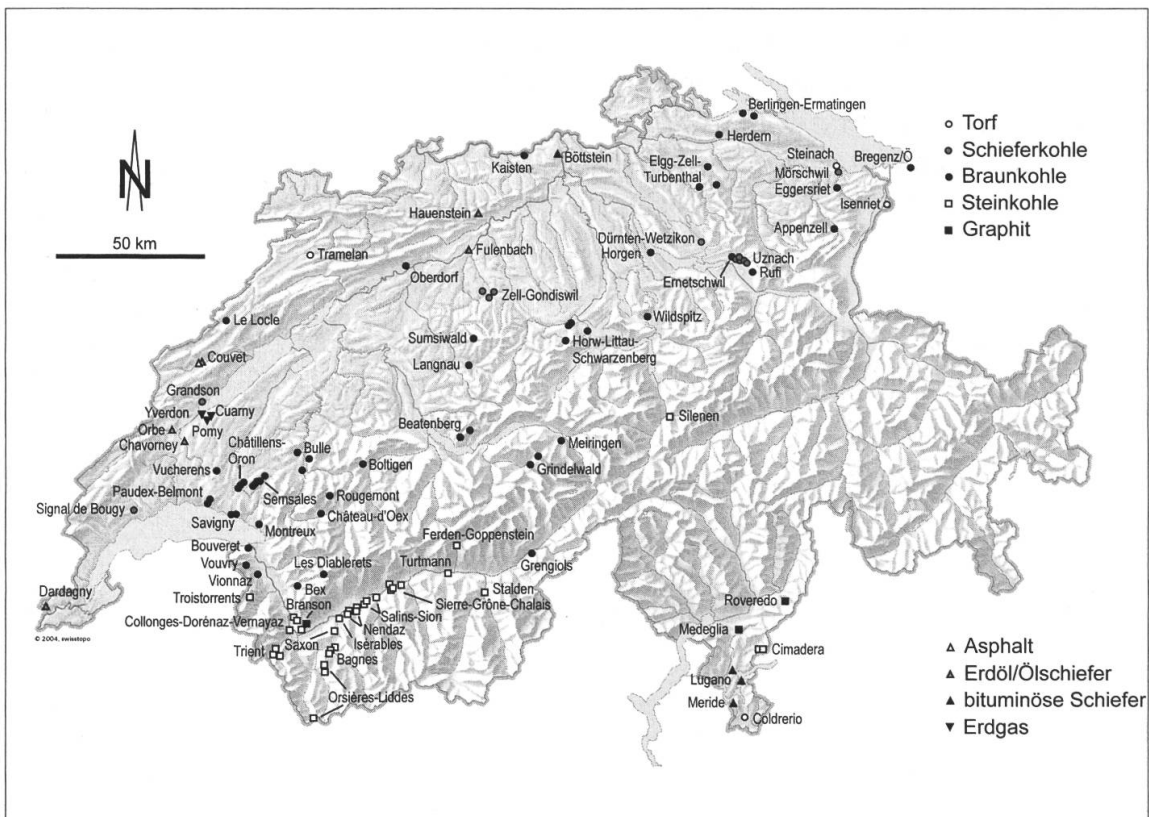 Berlingen-Ermatingen
Herdern
Torf
Schieferkohle
Braunkohle
Steinkohle
Graphit
N
50 km
Kaisten
Böttstein
Elgg-Zell-
Turbenthal
Steinach
Mörschwil
Eggersriet
Bregenz/Ö
Isenriet
Hauenstein
Appenzell
Tramelan
Fulenbach
Oberdorf
Dürnten-Wetzikon
Horgen
Ernetschwil
Uznach
Rufi
Zell-Gondiswil
Le Locle
Wildspitz
Sumsiwald
Horw-Littau-
Schwarzenberg
Langnau
Couvet
Grandson
Yverdon
Cuarny
Orbe
Pomy
Chavorney
Silenen
Beatenberg
Meiringen
Grindelwald
Châtillens-
Oron
Bulle
Boltigen
Vucherens
Paudex-Belmont
Semsales
Rougemont
Signal de Bougy
Savigny
Montreux
Château-d'Oex
Bouveret
Vouvry
Vionnaz
Les Diablerets
Ferden-Goppenstein
Turtmann
Grengiols
Troistorrents
Bex
Stalden
Dardagny
Branson
Sierre-Grône-Chalais
Collonges-Dorénaz-Vernayaz
Salins-Sion
Nendaz
Saxon
Isérables
Trient
Bagnes
Orsières-Liddes
Roveredo
Medeglia
Cimadera
Lugano
Meride
Coldrerio
Asphalt
Erdöl/Ölschiefer
bituminöse Schiefer
Erdgas
© 2004, swisstopo